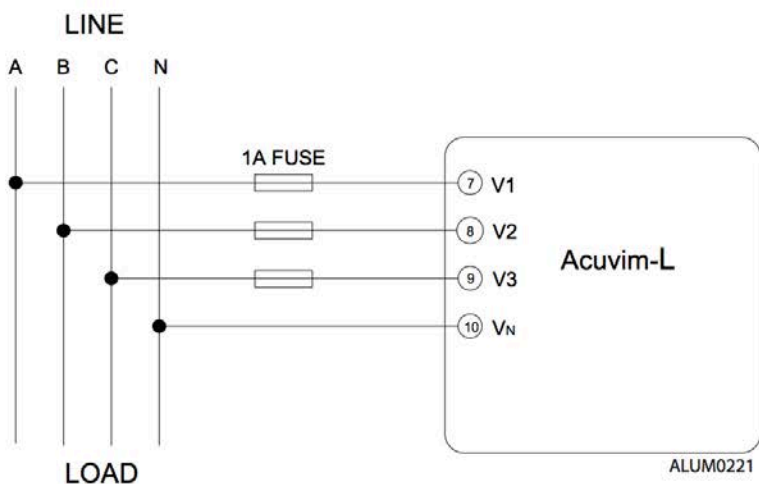 LINE
A B C N
1A FUSE
7 V1
8 V2
9 V3
10 VN
Acuvim-L
ALUM0221
LOAD